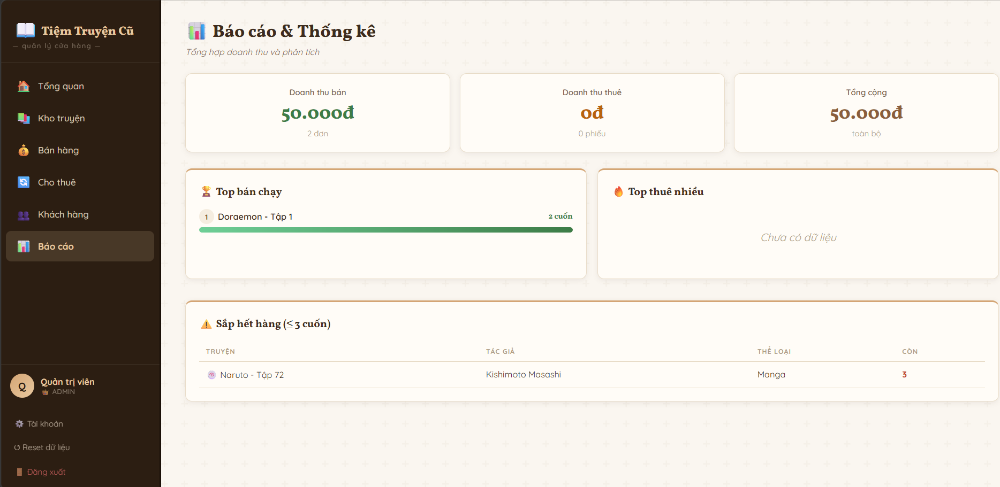 Tiệm Truyện Cũ
— quản lý cửa hàng —
Tổng quan
Kho truyện
Bán hàng
Cho thuê
Khách hàng
Báo cáo
Q
Quản trị viên
ADMIN
Tài khoản
↺ Reset dữ liệu
Đăng xuất
Báo cáo & Thống kê
Tổng hợp doanh thu và phân tích
Doanh thu bán
50.000đ
2 đơn
Doanh thu thuê
0đ
0 phiếu
Tổng cộng
50.000đ
toàn bộ
Top bán chạy
1 Doraemon - Tập 1 2 cuốn
Top thuê nhiều
Chưa có dữ liệu
Sắp hết hàng (≤ 3 cuốn)
TRUYỆN TÁC GIẢ THỂ LOẠI CÒN
Naruto - Tập 72 Kishimoto Masashi Manga 3